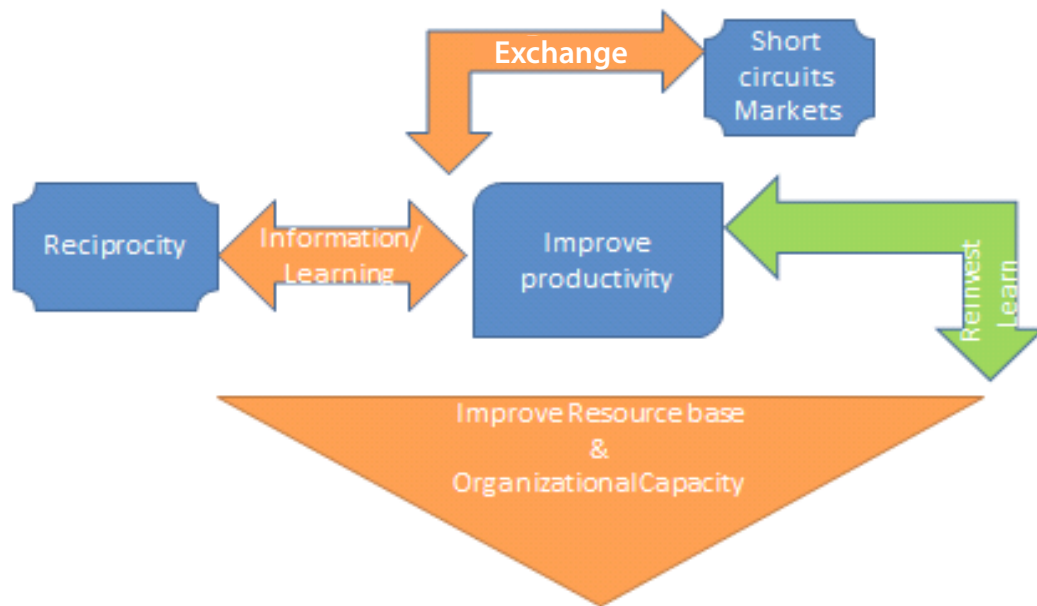 Exchange
Short
circuits
Markets
Reciprocity
Information/
Learning
Improve
productivity
Reinvest
Learn
Improve Resource base
&
Organizational Capacity